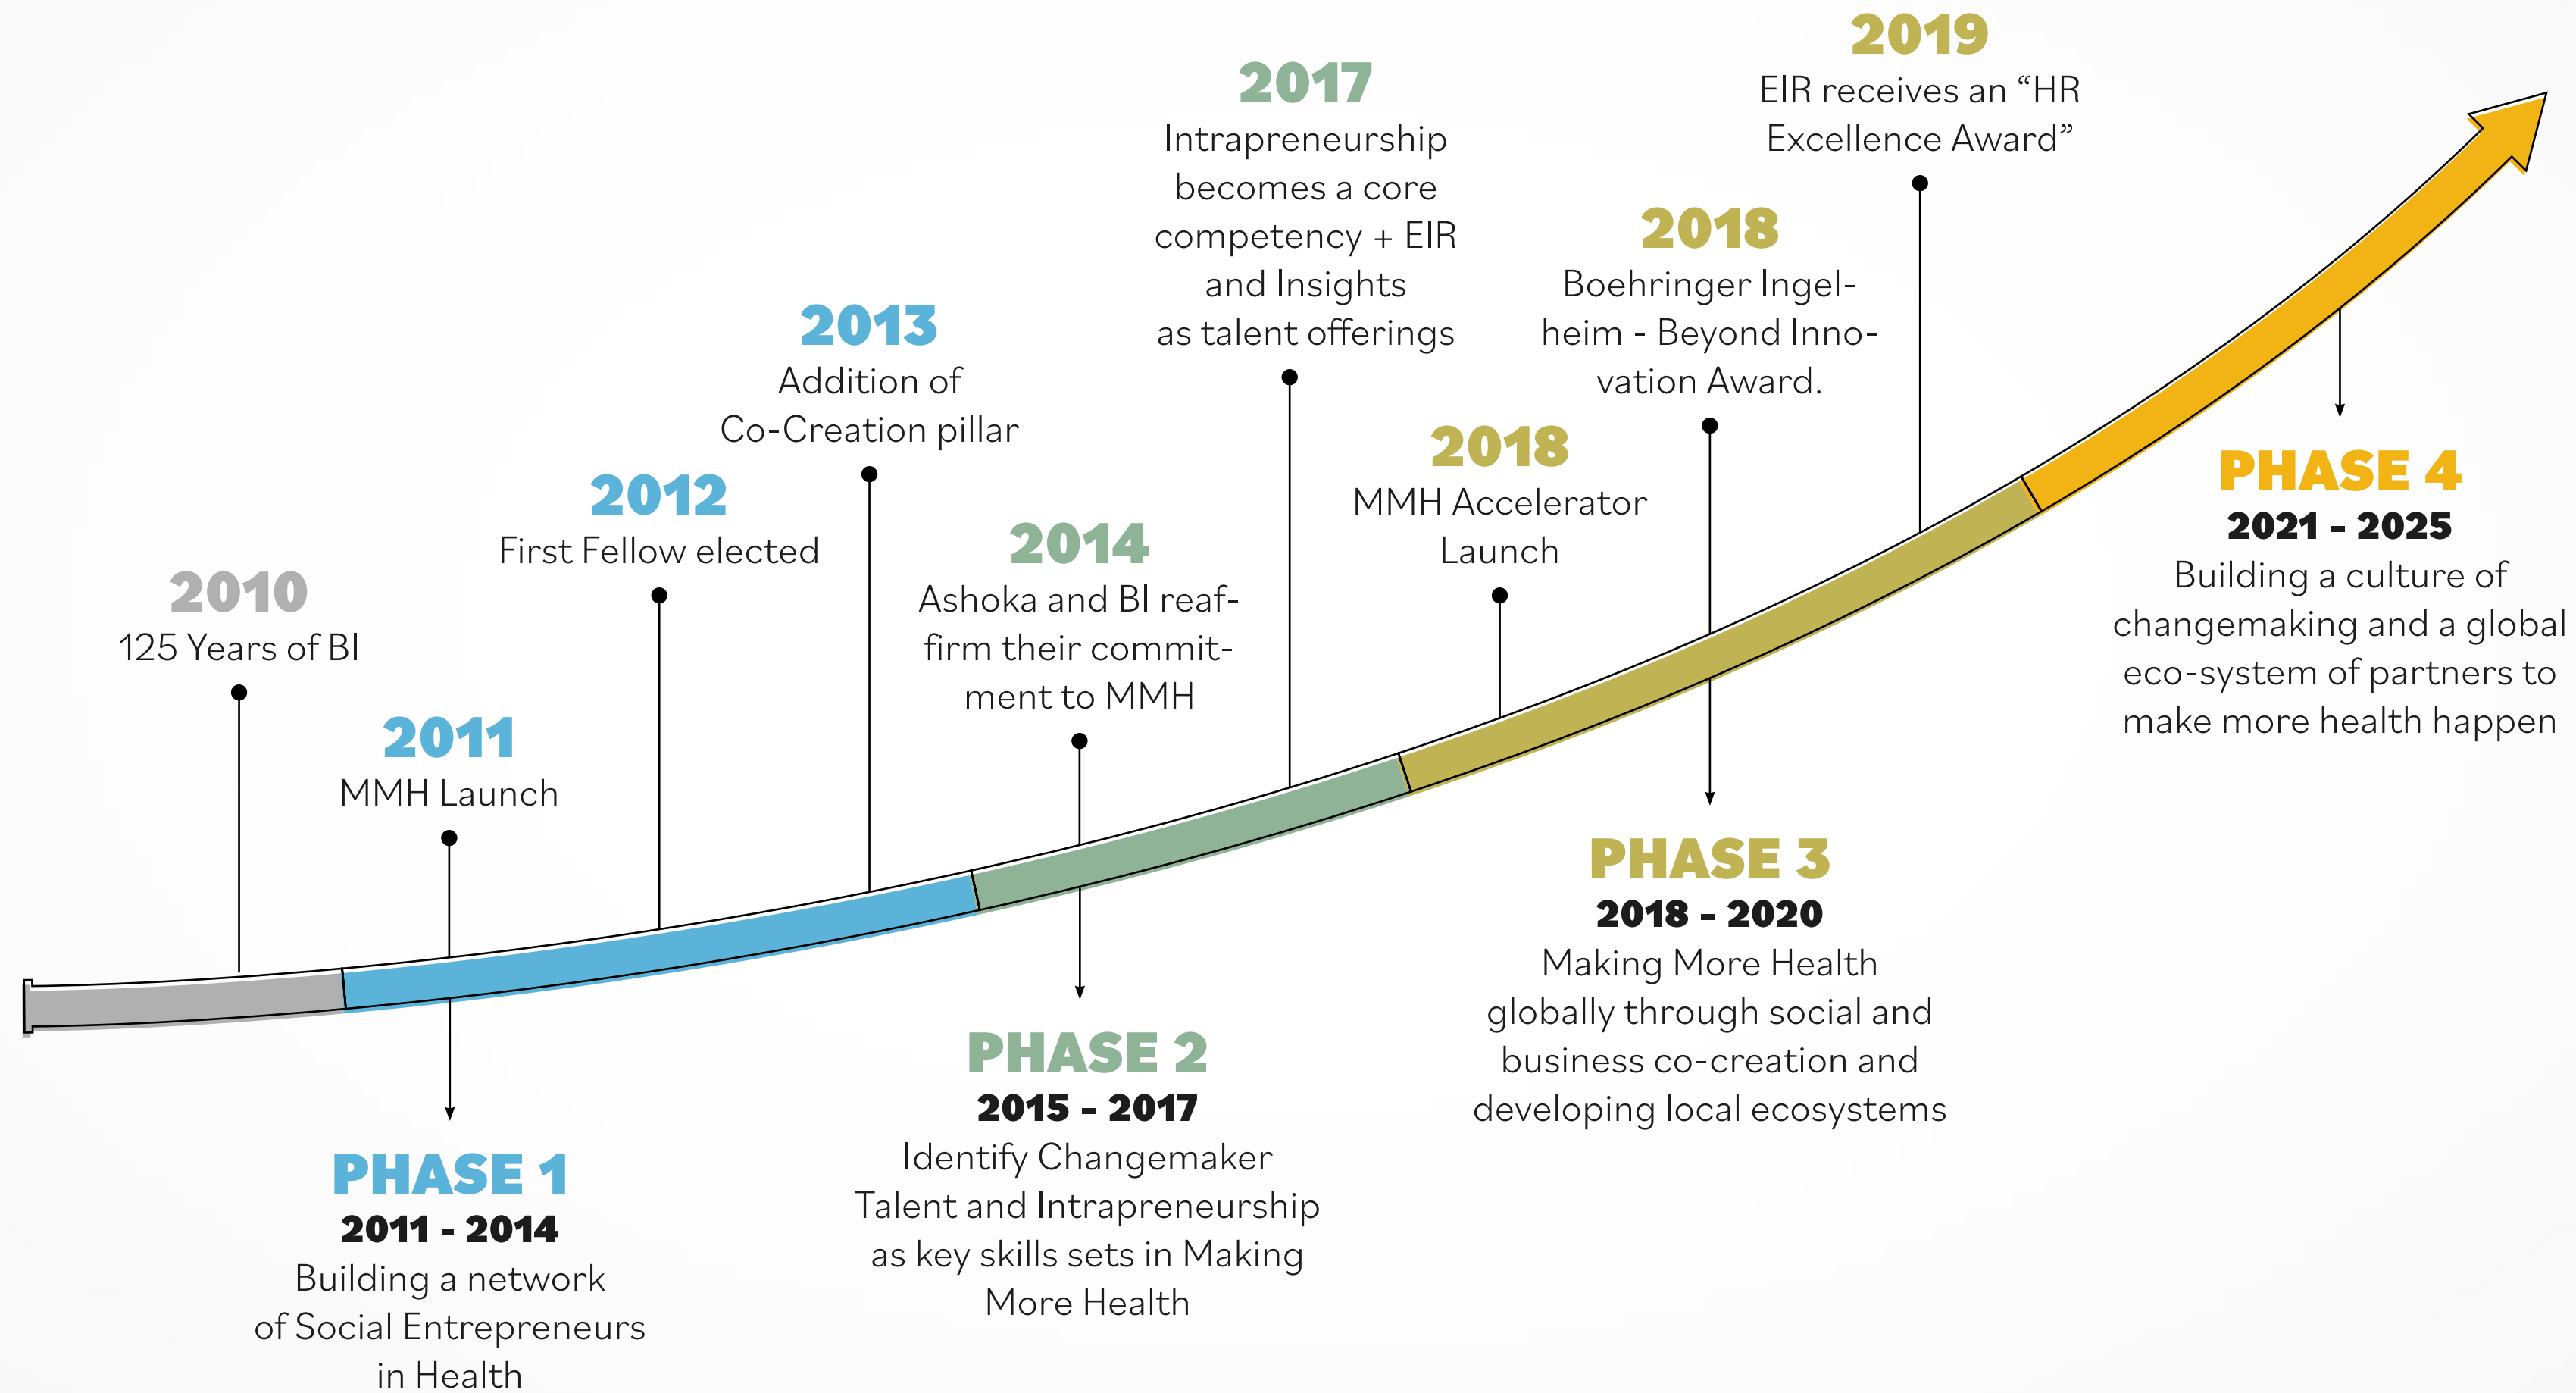 2010
125 Years of BI
2011
MMH Launch
2012
First Fellow elected
2013
Addition of
Co-Creation pillar
2014
Ashoka and BI reaf-
firm their commit-
ment to MMH
2017
Intrapreneurship
becomes a core
competency + EIR
and Insights
as talent offerings
2018
MMH Accelerator
Launch
2018
Boehringer Ingel-
heim - Beyond Inno-
vation Award.
2019
EIR receives an “HR
Excellence Award”
PHASE 1
2011 - 2014
Building a network
of Social Entrepreneurs
in Health
PHASE 2
2015 - 2017
Identify Changemaker
Talent and Intrapreneurship
as key skills sets in Making
More Health
PHASE 3
2018 - 2020
Making More Health
globally through social and
business co-creation and
developing local ecosystems
PHASE 4
2021 - 2025
Building a culture of
changemaking and a global
eco-system of partners to
make more health happen